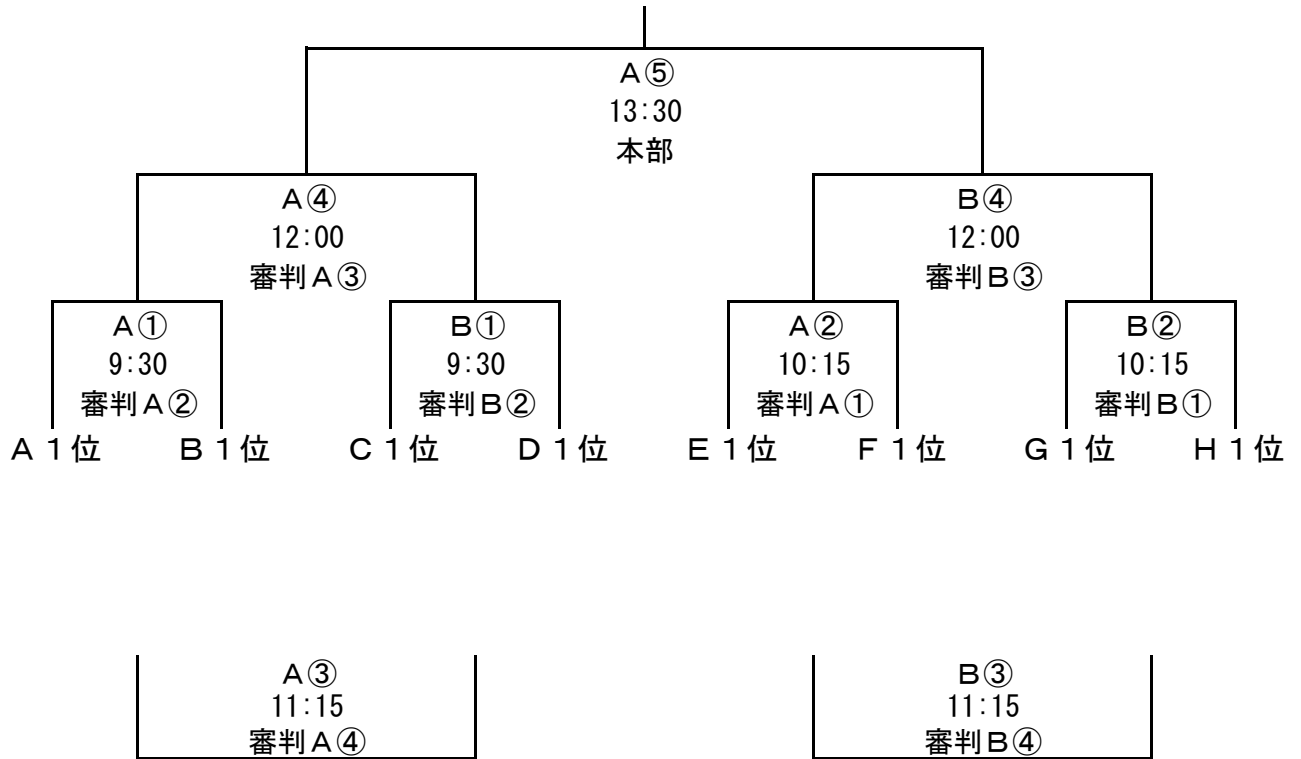 Ａ⑤
13:30
本部
Ａ④
12:00
審判Ａ③
Ｂ④
12:00
審判Ｂ③
Ａ①
9:30
審判Ａ②
Ｂ①
9:30
審判Ｂ②
Ａ②
10:15
審判Ａ①
Ｂ②
10:15
審判Ｂ①
Ａ１位
Ｂ１位
Ｃ１位
Ｄ１位
Ｅ１位
Ｆ１位
Ｇ１位
Ｈ１位
Ａ③
11:15
審判Ａ④
Ｂ③
11:15
審判Ｂ④